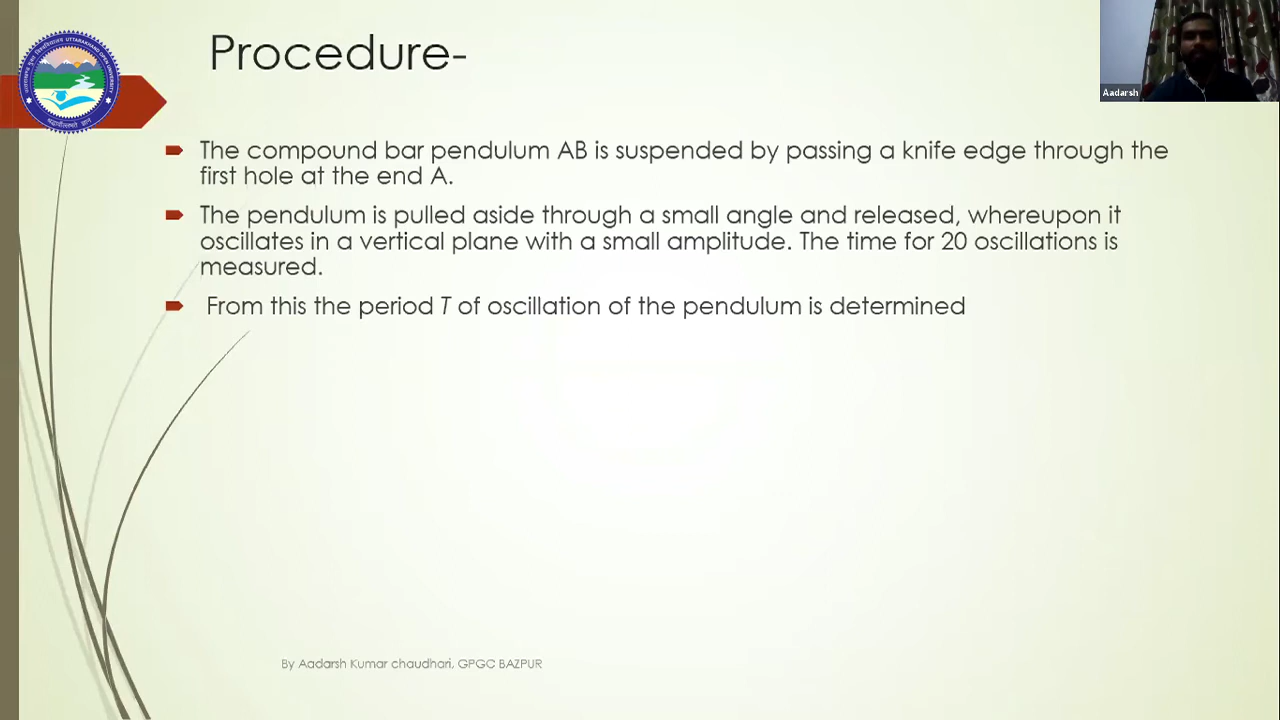 Procedure-
Aadarsh
The compound bar pendulum AB is suspended by passing a knife edge through the
first hole at the end A.
The pendulum is pulled aside through a small angle and released, whereupon it
oscillates in a vertical plane with a small amplitude. The time for 20 oscillations is
measured.
From this the period T of oscillation of the pendulum is determined
By Aadarsh Kumar chaudhari, GPGC BAZPUR